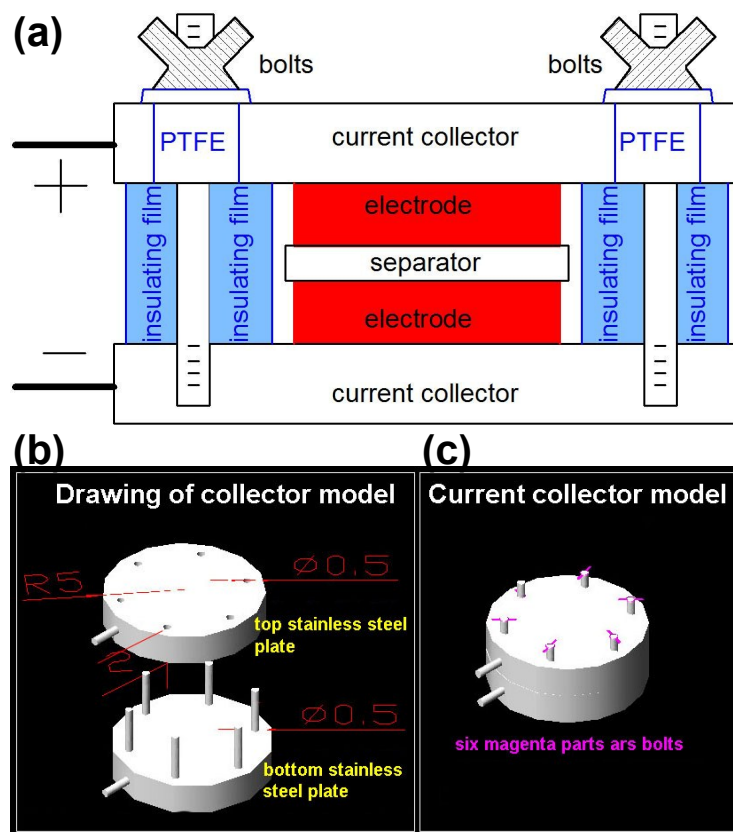 (a)
bolts
bolts
PTFE
current collector
PTFE
+
insulating film
insulating film
electrode
separator
electrode
insulating film
insulating film
−
current collector
(b)
(c)
Drawing of collector model
R5
Ø0.5
top stainless steel
plate
2
Ø0.5
bottom stainless
steel plate
Current collector model
six magenta parts ars bolts